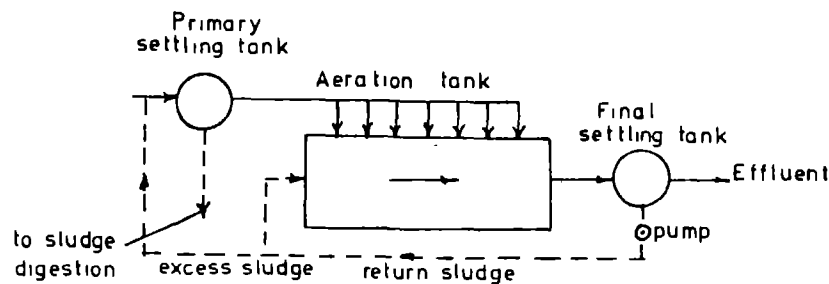 Primary
settling tank
Aeration tank
Final
settling tank
Effluent
pump
to sludge
digestion
excess sludge
return sludge